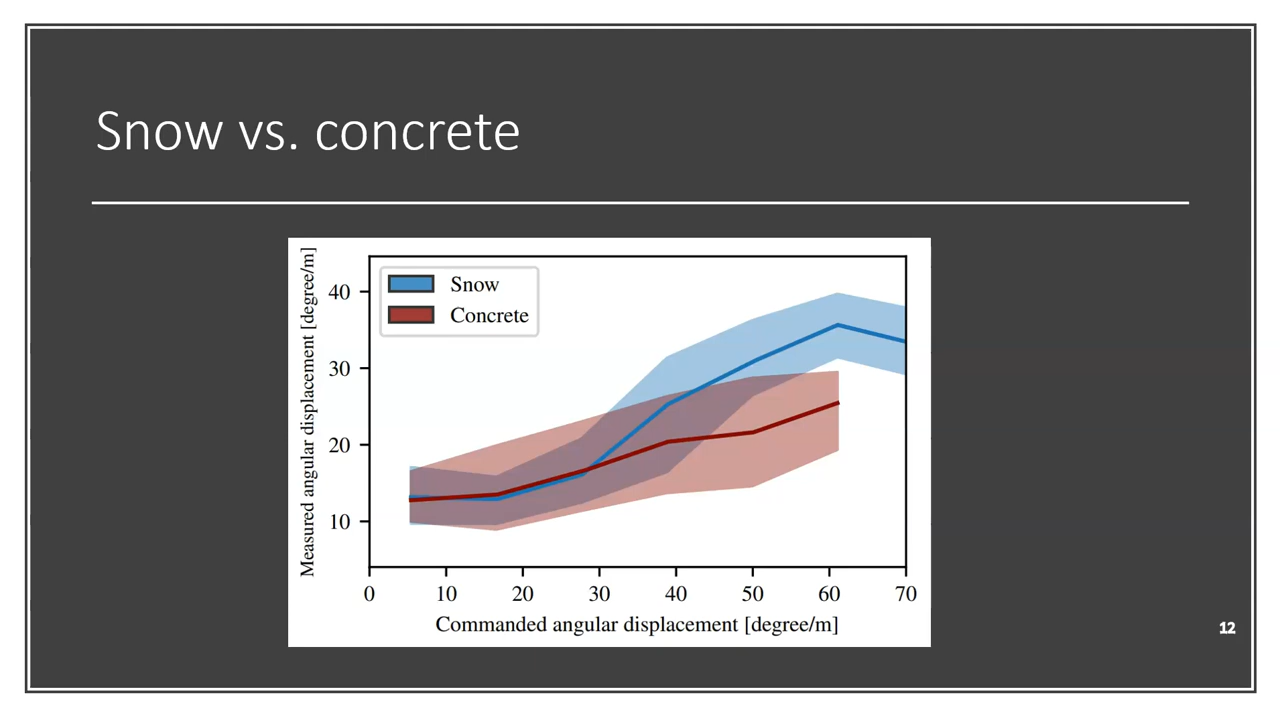 Snow vs. concrete
Measured angular displacement [degree/m]
40
30
20
10
Snow
Concrete
0 10 20 30 40 50 60 70
Commanded angular displacement [degree/m]
12